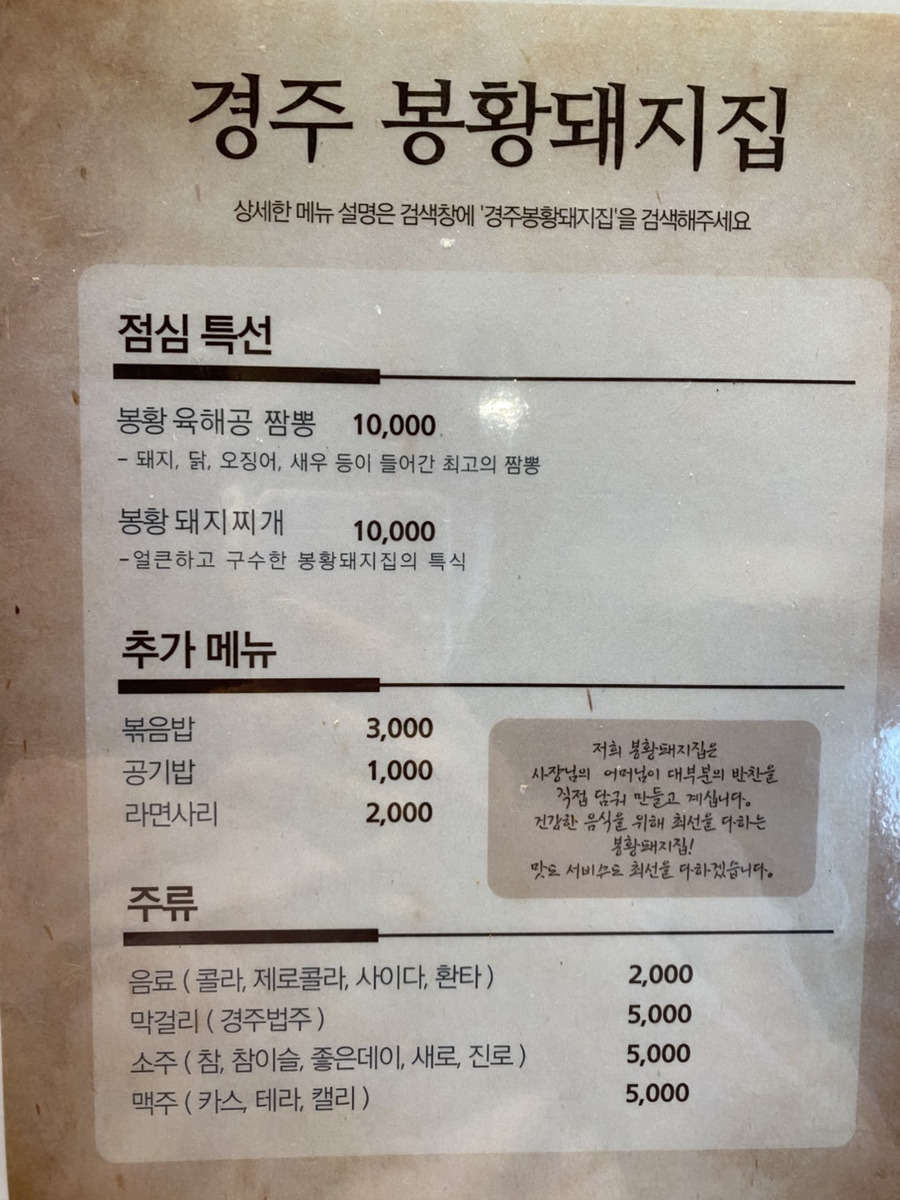 경주 봉황돼지집
상세한 메뉴 설명은 검색창에 '경주봉황돼지집'을 검색해주세요
점심 특선
봉황 육해공 짬뽕 10,000
- 돼지, 닭, 오징어, 새우 등이 들어간 최고의 짬뽕
봉황 돼지찌개 10,000
-얼큰하고 구수한 봉황돼지집의 특식
추가 메뉴
볶음밥 3,000
공기밥 1,000
라면사리 2,000
저희 봉황돼지집은
사장님의 어머님이 대부분의 반찬을
직접 담궈 만들고 계십니다.
건강한 음식을 위해 최선을 다하는
봉황돼지집!
맛도 서비스도 최선을 다하겠습니다.
주류
음료 ( 콜라, 제로콜라, 사이다, 환타 ) 2,000
막걸리 ( 경주법주 ) 5,000
소주 ( 참, 참이슬, 좋은데이, 새로, 진로 ) 5,000
맥주 ( 카스, 테라, 캘리 ) 5,000